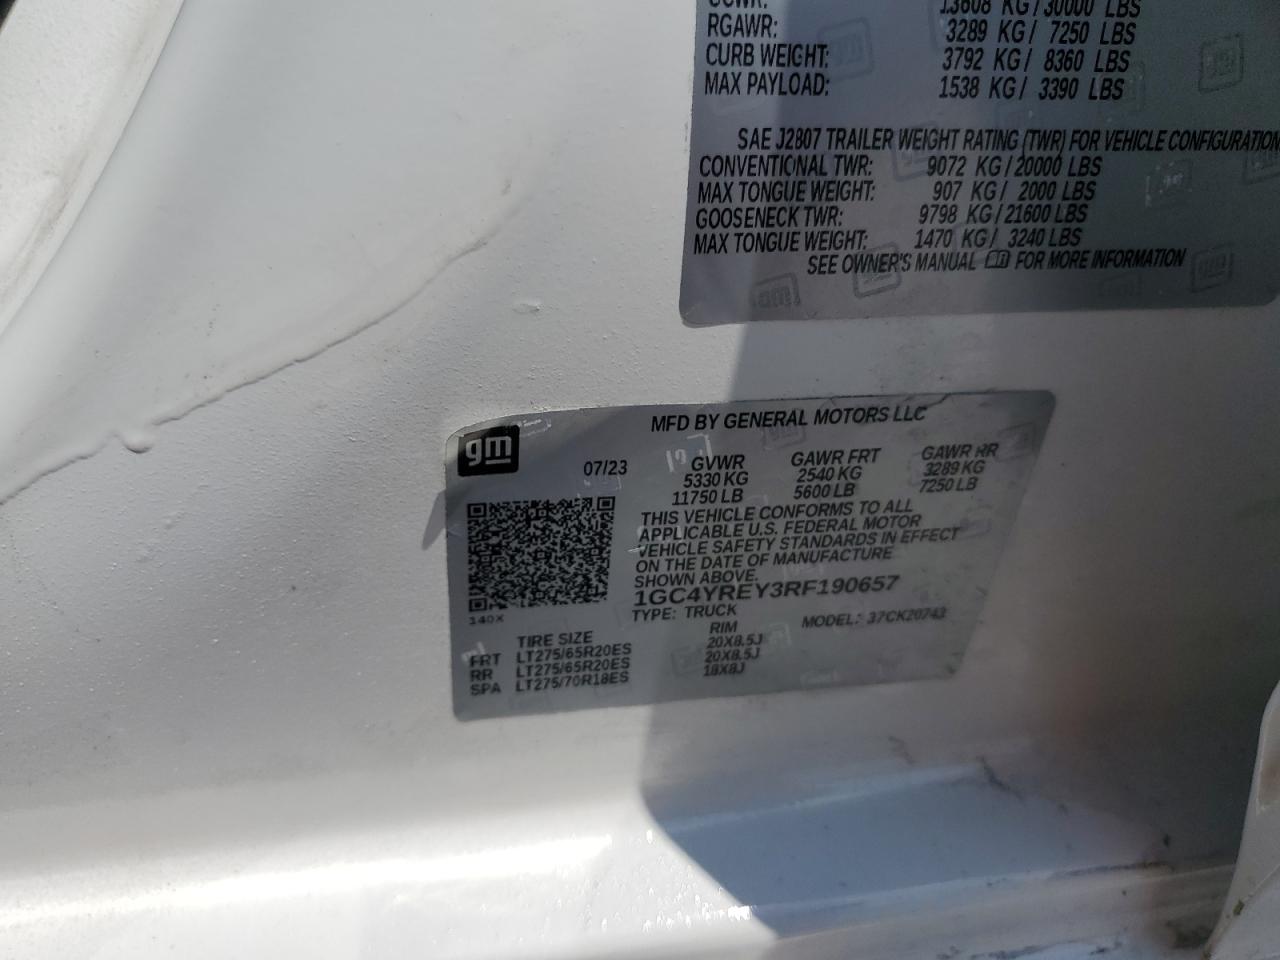 13608 KG/30000 LBS
RGAWR: 3289 KG/ 7250 LBS
CURB WEIGHT: 3792 KG/ 8360 LBS
MAX PAYLOAD: 1538 KG/ 3390 LBS
SAE J2807 TRAILER WEIGHT RATING (TWR) FOR VEHICLE CONFIGURATION
CONVENTIONAL TWR: 9072 KG/20000 LBS
MAX TONGUE WEIGHT: 907 KG/ 2000 LBS
GOOSENECK TWR: 9798 KG/21600 LBS
MAX TONGUE WEIGHT: 1470 KG/ 3240 LBS
SEE OWNER'S MANUAL FOR MORE INFORMATION
gm
MFD BY GENERAL MOTORS LLC
07/23 GVWR GAWR FRT GAWR RR
5330 KG 2540 KG 3289 KG
11750 LB 5600 LB 7250 LB
THIS VEHICLE CONFORMS TO ALL
APPLICABLE U.S. FEDERAL MOTOR
VEHICLE SAFETY STANDARDS IN EFFECT
ON THE DATE OF MANUFACTURE
SHOWN ABOVE.
1GC4YREY3RF190657
140X
TYPE: TRUCK MODEL: 37CK20743
TIRE SIZE RIM
FRT LT275/65R20ES 20X8.5J
RR LT275/65R20ES 20X8.5J
SPA LT275/70R18ES 18X8J